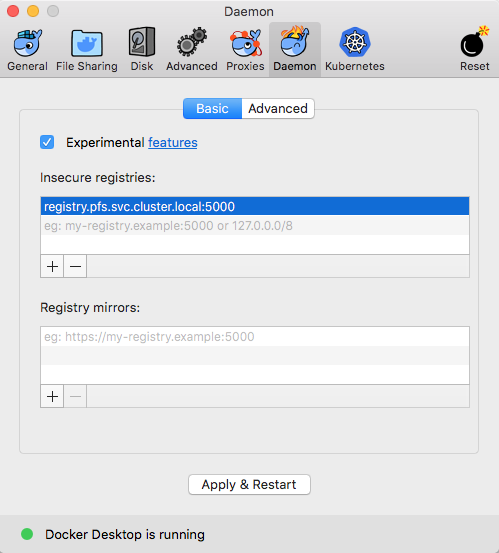 Daemon
General File Sharing Disk Advanced Proxies Daemon Kubernetes Reset
Basic Advanced
Experimental features
Insecure registries:
registry.pfs.svc.cluster.local:5000
eg: my-registry.example:5000 or 127.0.0.0/8
+ −
Registry mirrors:
eg: https://my-registry.example:5000
+ −
Apply & Restart
Docker Desktop is running